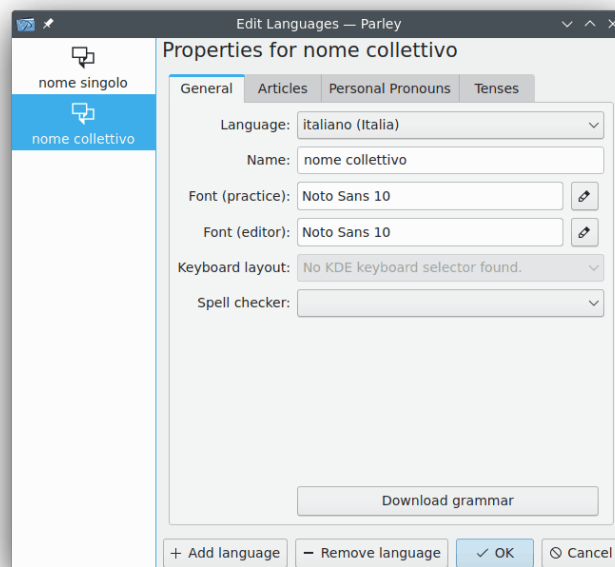 Edit Languages — Parley
nome singolo
nome collettivo
Properties for nome collettivo
General Articles Personal Pronouns Tenses
Language: italiano (Italia)
Name: nome collettivo
Font (practice): Noto Sans 10
Font (editor): Noto Sans 10
Keyboard layout: No KDE keyboard selector found.
Spell checker:
Download grammar
+ Add language − Remove language OK Cancel